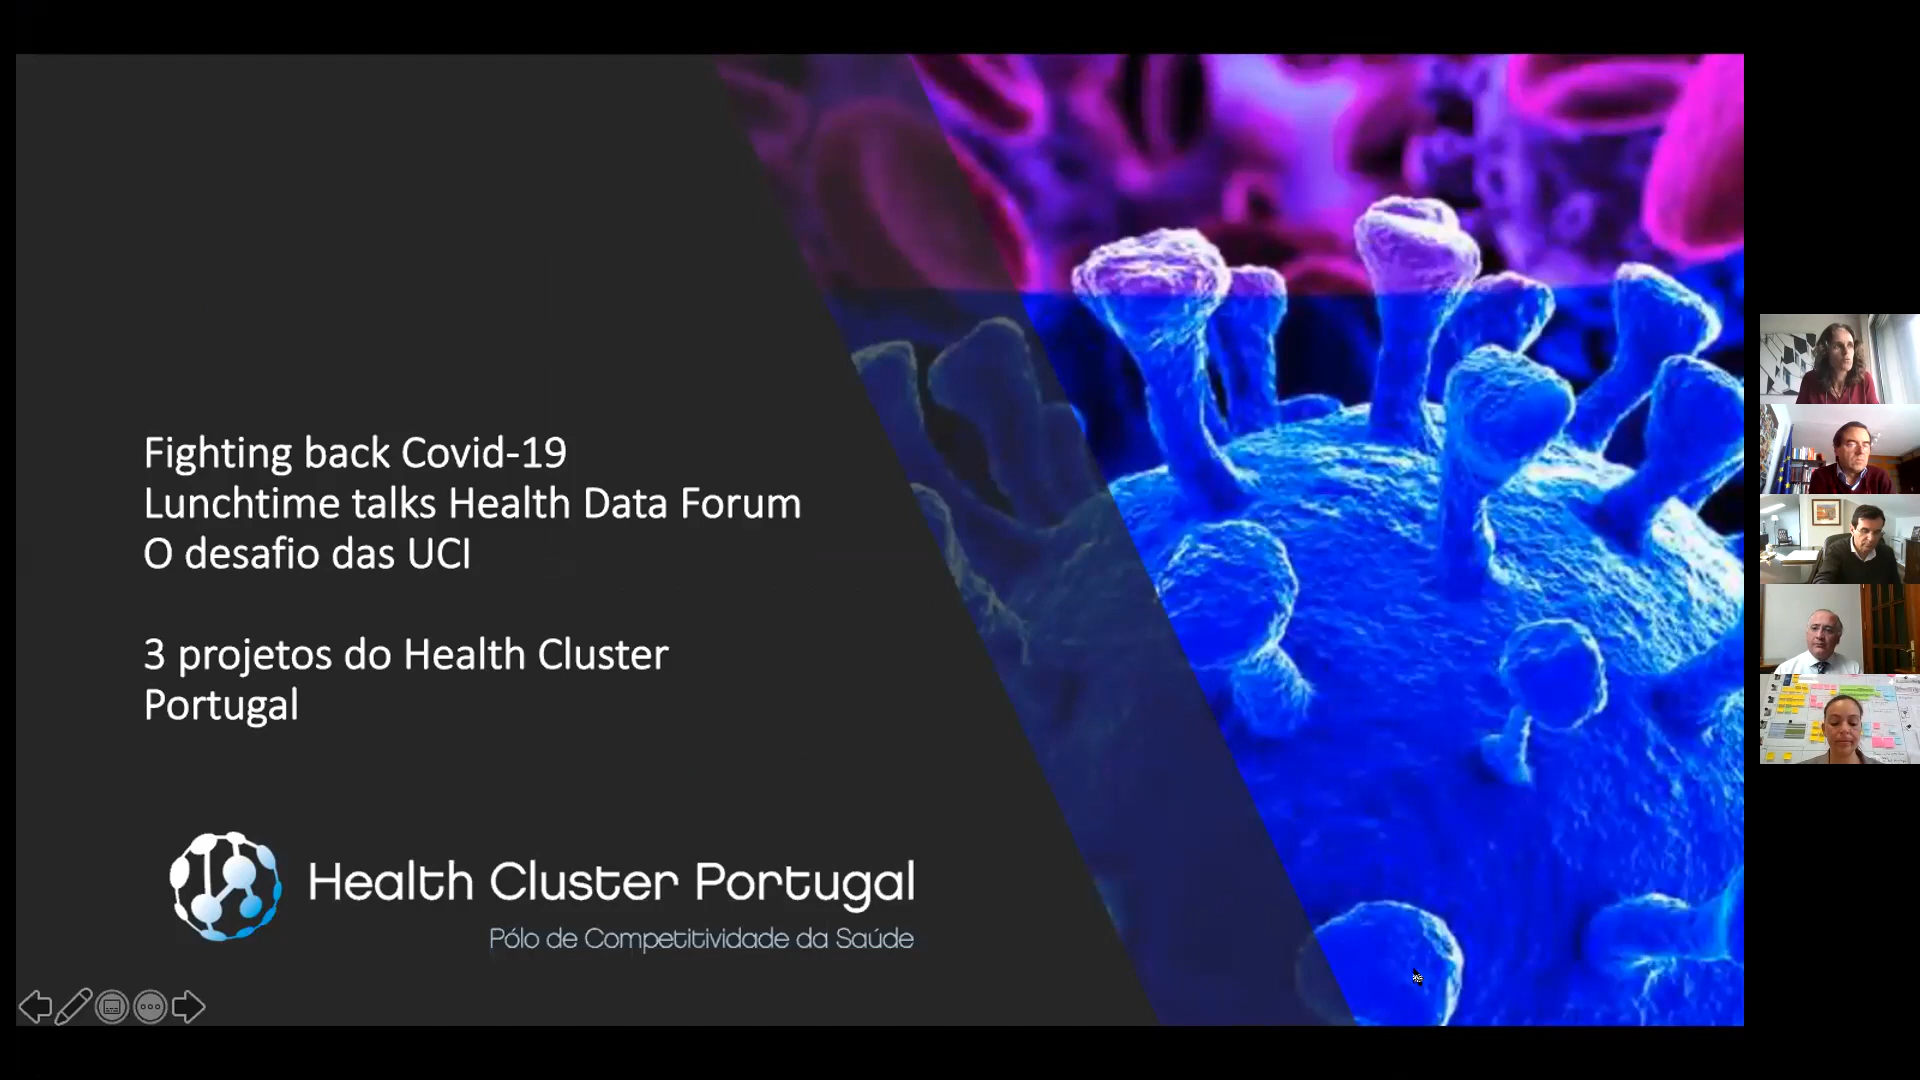 Fighting back Covid-19
Lunchtime talks Health Data Forum
O desafio das UCI
3 projetos do Health Cluster
Portugal
Health Cluster Portugal
Pólo de Competitividade da Saúde